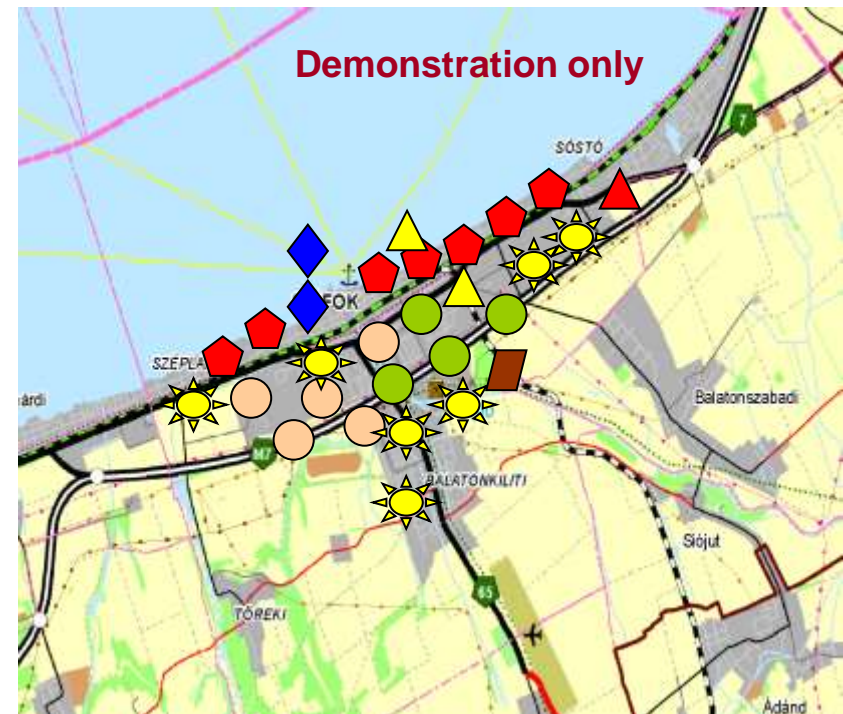 Demonstration only
SÓSTÓ
7
FOK
SZÉPLA
árdi
Balatonszabadi
M7
BALATONKILITI
Siójut
65
TÖREKI
Ádánd